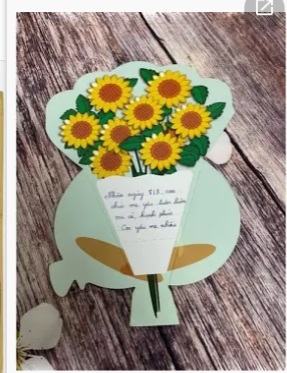 Nhân ngày 8/3, con
chúc mẹ yêu luôn luôn
vui vẻ, hạnh phúc.
Con yêu mẹ nhiều